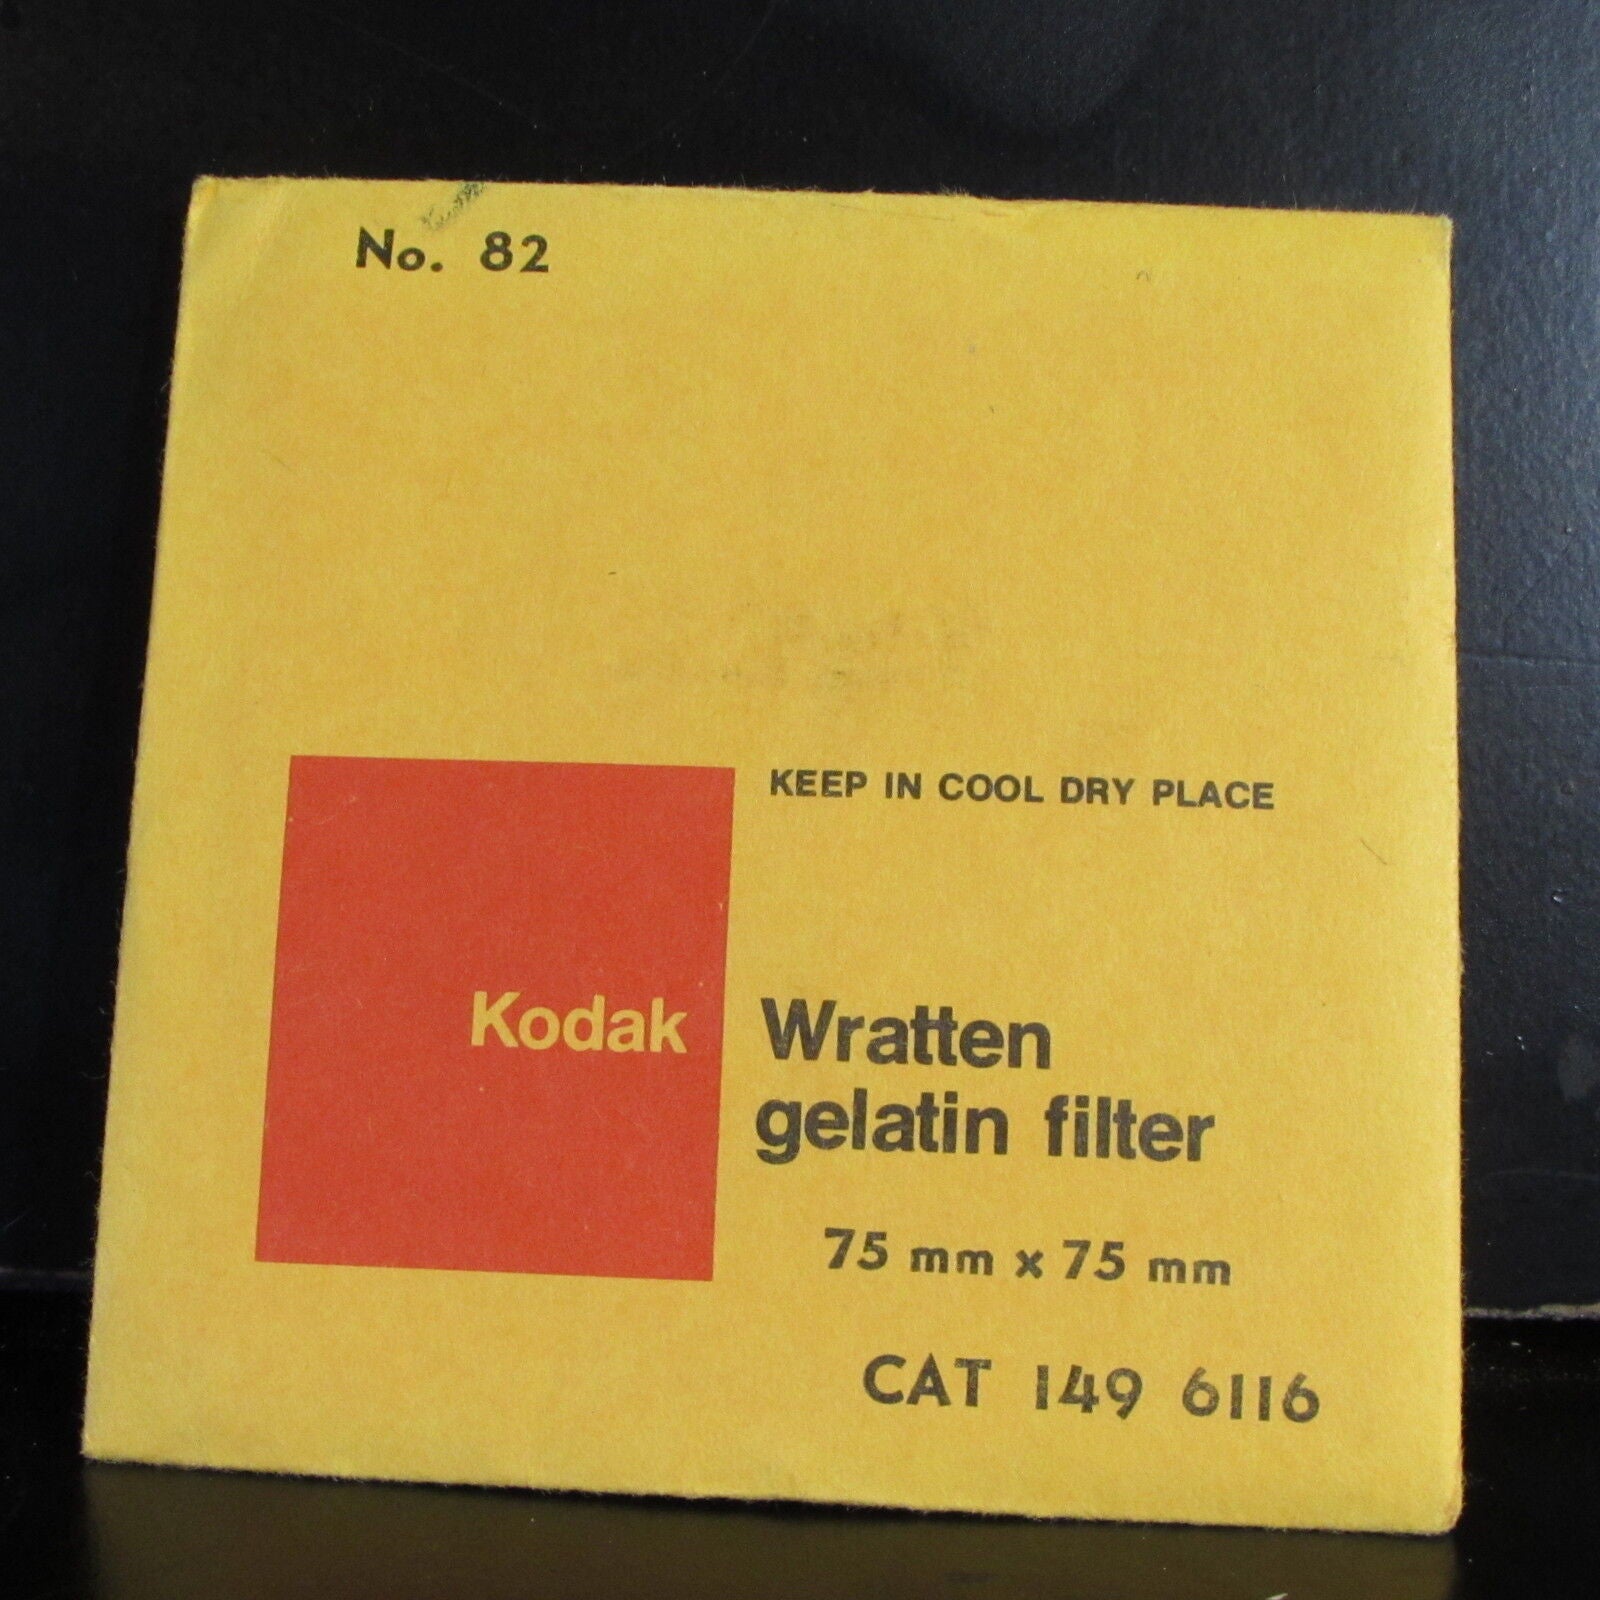 No. 82
KEEP IN COOL DRY PLACE
Kodak
Wratten
gelatin filter
75 mm x 75 mm
CAT 149 6116